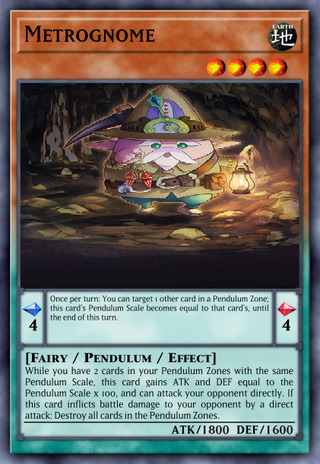 METROGNOME
EARTH
地
Once per turn: You can target 1 other card in a Pendulum Zone;
this card's Pendulum Scale becomes equal to that card's, until
the end of this turn.
4
4
[FAIRY / PENDULUM / EFFECT]
While you have 2 cards in your Pendulum Zones with the same
Pendulum Scale, this card gains ATK and DEF equal to the
Pendulum Scale x 100, and can attack your opponent directly. If
this card inflicts battle damage to your opponent by a direct
attack: Destroy all cards in the Pendulum Zones.
ATK/1800 DEF/1600